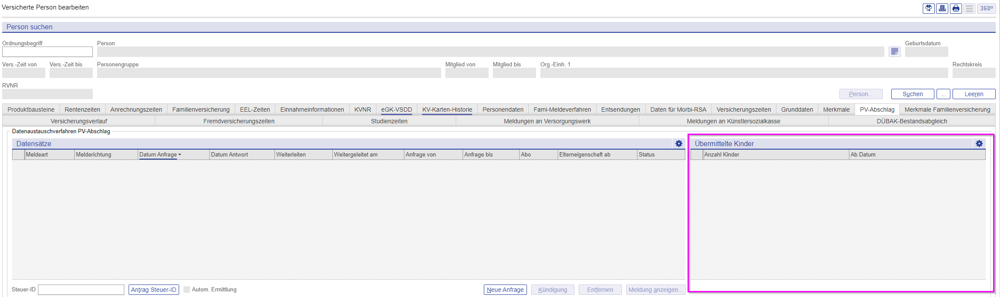 Versicherte Person bearbeiten
360°
Person suchen
Ordnungsbegriff Person Geburtsdatum
Vers.-Zeit von Vers.-Zeit bis Personengruppe Mitglied von Mitglied bis Org.-Einh. 1 Rechtskreis
RVNR
Person... Suchen ... Leeren
Produktbausteine Rentenzeiten Anrechnungszeiten Familienversicherung EEL-Zeiten Einnahmeinformationen KVNR eGK-VSDD KV-Karten-Historie Personendaten Fami-Meldeverfahren Entsendungen Daten für Morbi-RSA Versicherungszeiten Grunddaten Merkmale PV-Abschlag Merkmale Familienversicherung
Versicherungsverlauf Fremdversicherungszeiten Studienzeiten Meldungen an Versorgungswerk Meldungen an Künstlersozialkasse DÜBAK-Bestandsabgleich
Datenaustauschverfahren PV-Abschlag
Datensätze Übermittelte Kinder
Meldeart Melderichtung Datum Anfrage Datum Antwort Weiterleiten Weitergeleitet am Anfrage von Anfrage bis Abo Elterneigenschaft ab Status Anzahl Kinder Ab Datum
Steuer-ID Antrag Steuer-ID Autom. Ermittlung Neue Anfrage Kündigung Entfernen Meldung anzeigen...